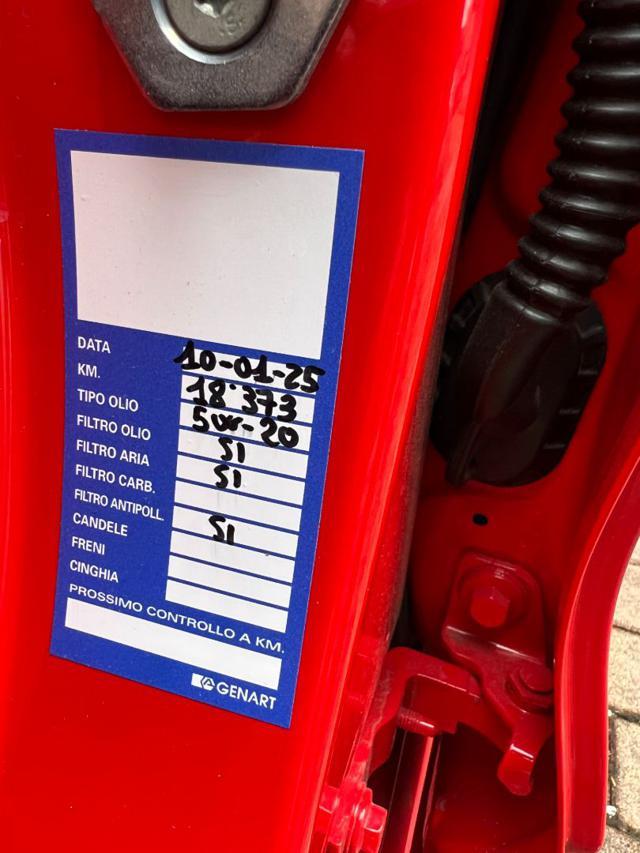 DATA 10-01-25
KM. 18'373
TIPO OLIO 5W-20
FILTRO OLIO SI
FILTRO ARIA SI
FILTRO CARB.
FILTRO ANTIPOLL. SI
CANDELE
FRENI
CINGHIA
PROSSIMO CONTROLLO A KM.
GENART